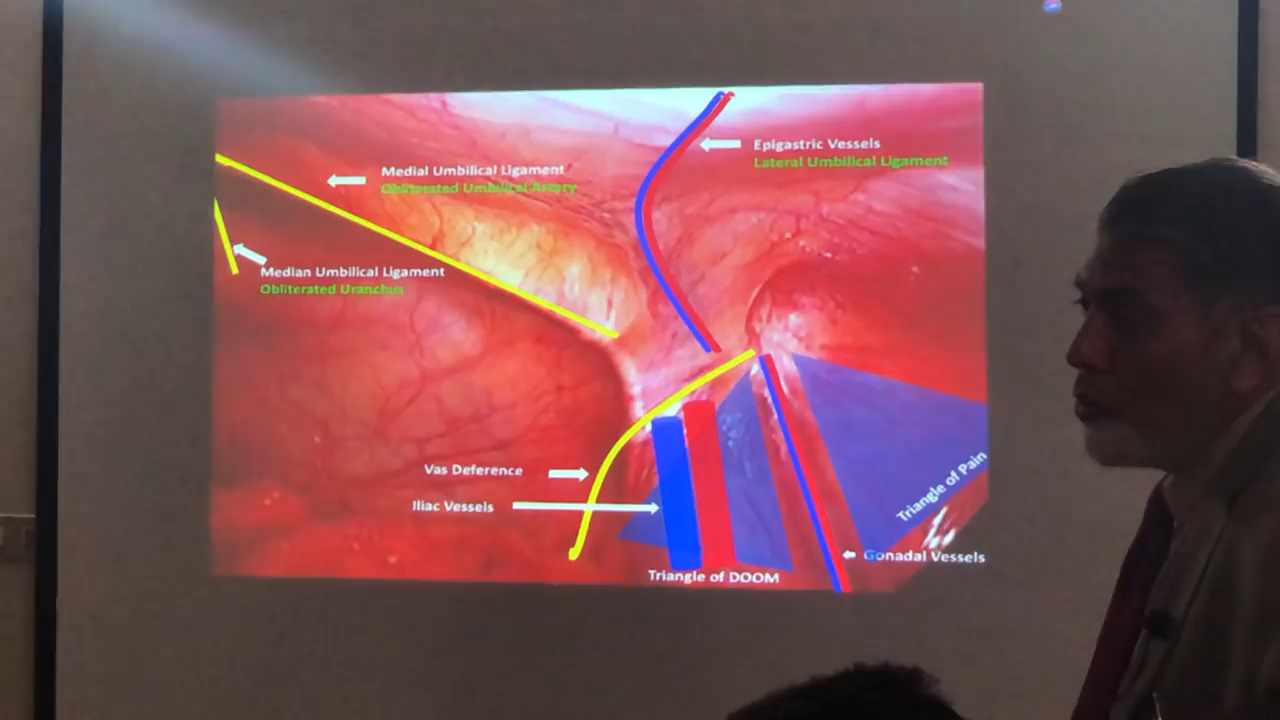 Epigastric Vessels
Lateral Umbilical Ligament
Medial Umbilical Ligament
Obliterated Umbilical Artery
Median Umbilical Ligament
Obliterated Uranchus
Vas Deference
Iliac Vessels
Triangle of Pain
Gonadal Vessels
Triangle of DOOM